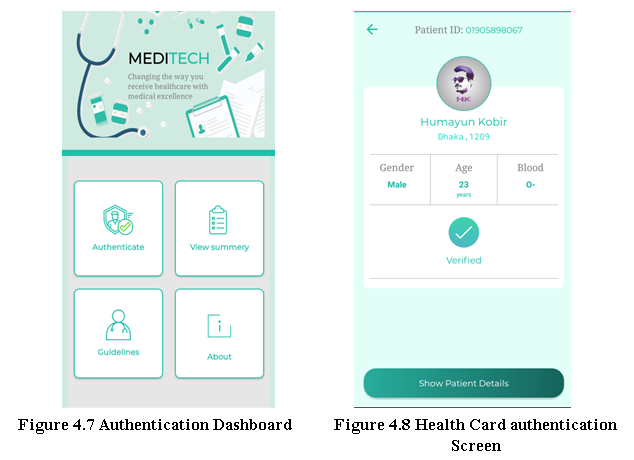 MEDITECH
Changing the way you
receive healthcare with
medical excellence
Authenticate
View summery
Guidelines
About
Figure 4.7 Authentication Dashboard
Patient ID: 01905898067
HK
Humayun Kobir
Dhaka, 1209
Gender Age Blood
Male 23 O-
years
Verified
Show Patient Details
Figure 4.8 Health Card authentication
Screen